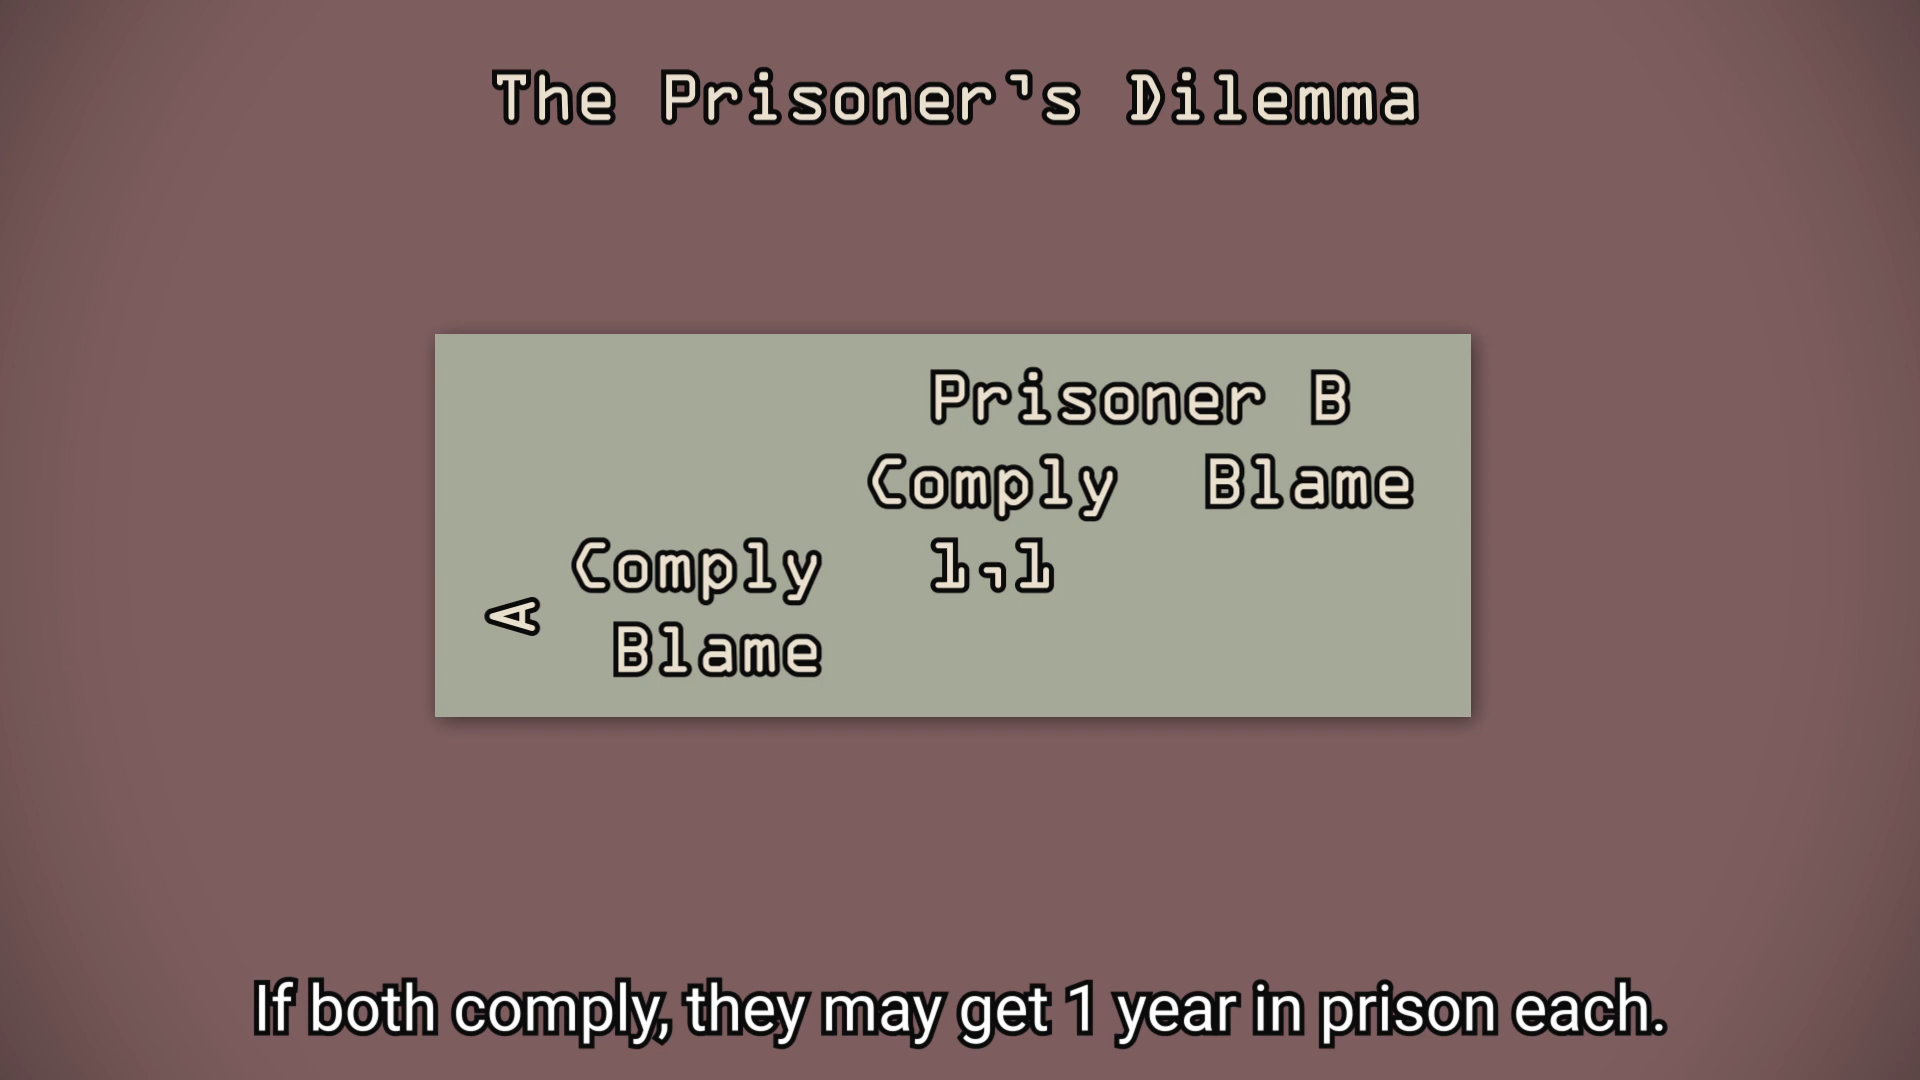 The Prisoner's Dilemma
Prisoner B
Comply Blame
Comply 1,1
A
Blame
If both comply, they may get 1 year in prison each.